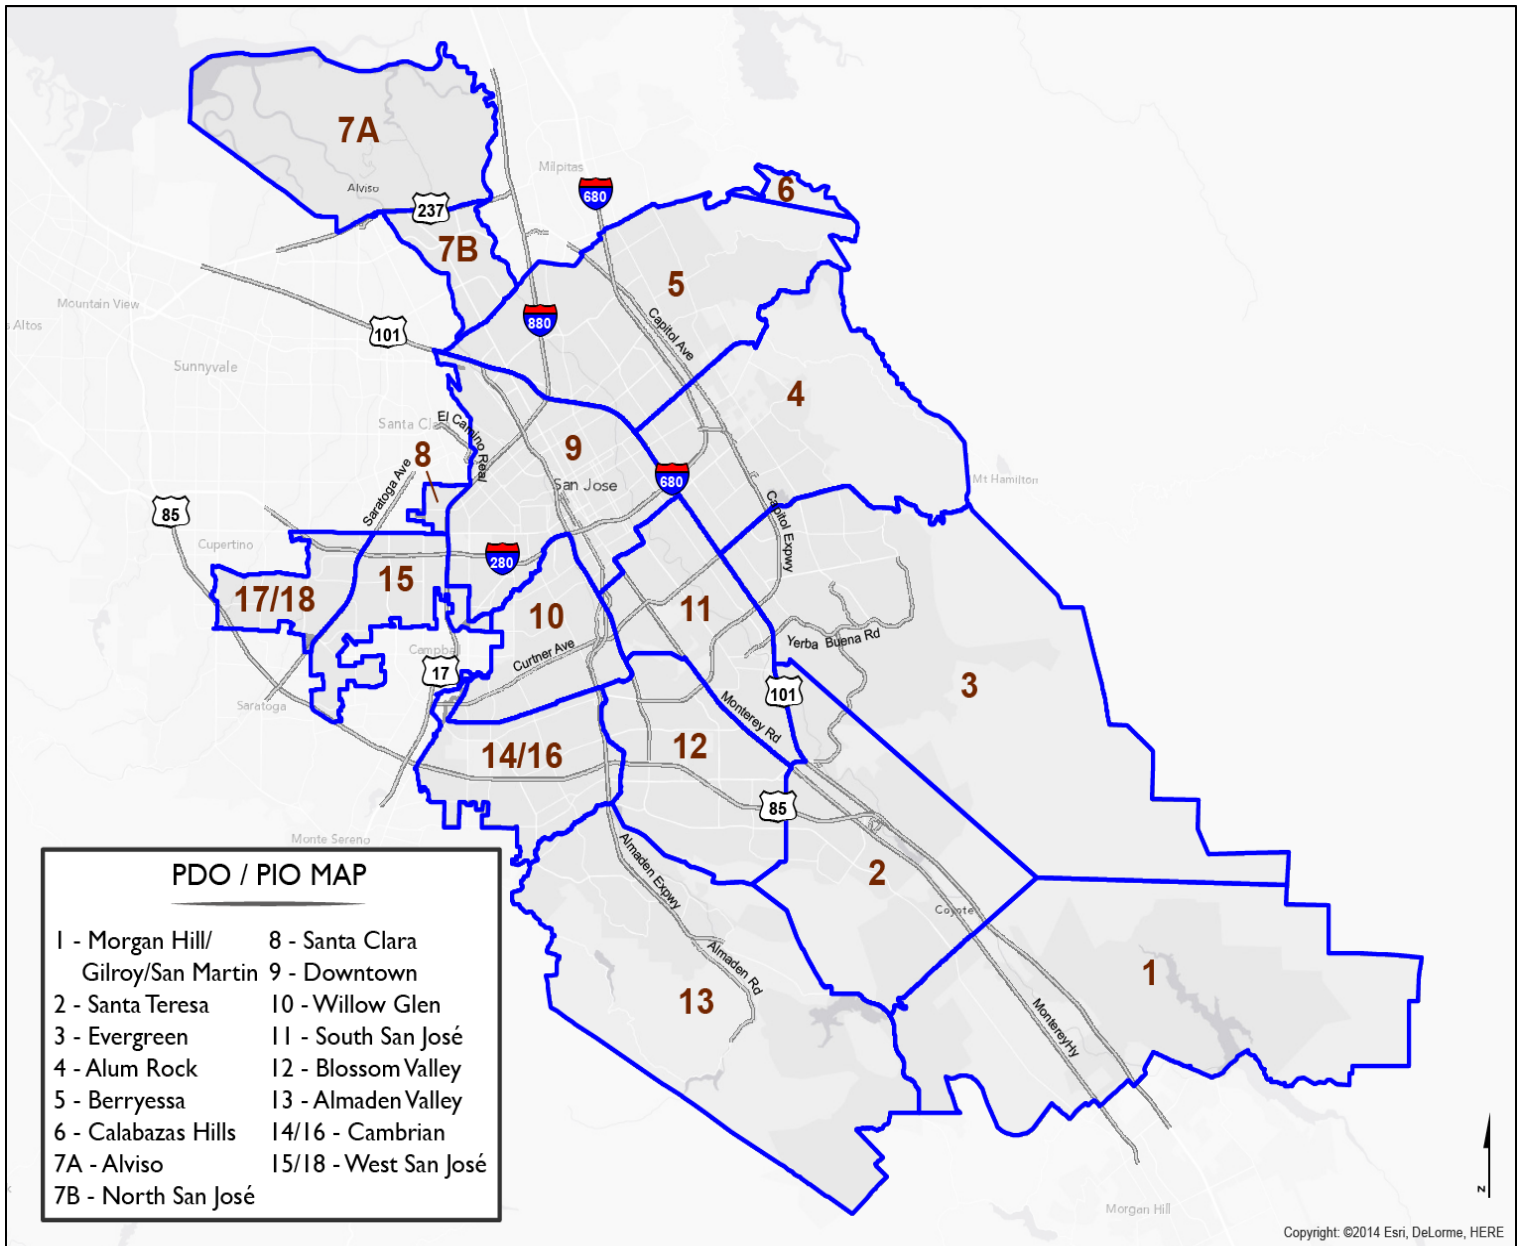 7A
Milpitas
680
6
Alviso
237
7B
5
Mountain View
s Altos
880
101
Capitol Ave
Sunnyvale
4
Santa Cl
El Camino Real
9
8
Saratoga Ave
San Jose
680
Mt Hamilton
85
Capitol Expwy
Cupertino
280
17/18
15
10
11
Yerba Buena Rd
Campbe
Curtner Ave
17
3
101
Saratoga
Monterey Rd
14/16
12
85
Monte Sereno
Almaden Expwy
2
Coyote
Almaden Rd
13
1
MontereyHy
Morgan Hill
PDO / PIO MAP
1 - Morgan Hill/
Gilroy/San Martin
2 - Santa Teresa
3 - Evergreen
4 - Alum Rock
5 - Berryessa
6 - Calabazas Hills
7A - Alviso
7B - North San José
8 - Santa Clara
9 - Downtown
10 - Willow Glen
11 - South San José
12 - Blossom Valley
13 - Almaden Valley
14/16 - Cambrian
15/18 - West San José
N
Copyright: ©2014 Esri, DeLorme, HERE